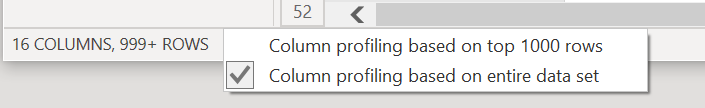 52
16 COLUMNS, 999+ ROWS
Column profiling based on top 1000 rows
Column profiling based on entire data set